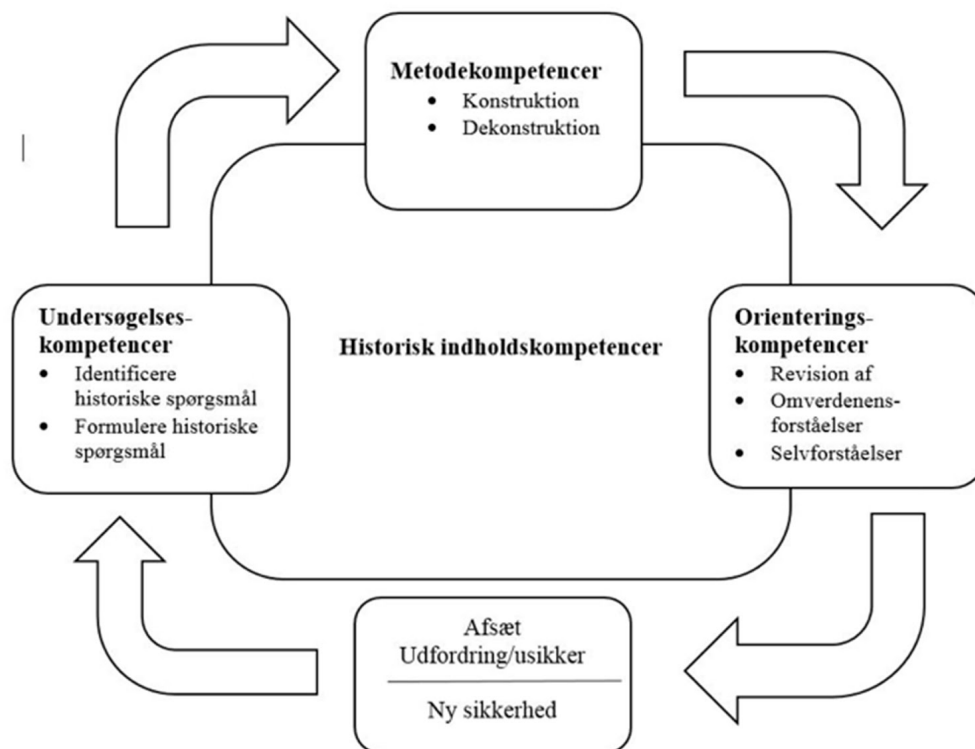 Metodekompetencer
• Konstruktion
• Dekonstruktion
Undersøgelses-
kompetencer
• Identificere
historiske spørgsmål
• Formulere historiske
spørgsmål
Historisk indholdskompetencer
Orienterings-
kompetencer
• Revision af
• Omverdenens-
forståelser
• Selvforståelser
Afsæt
Udfordring/usikker
Ny sikkerhed